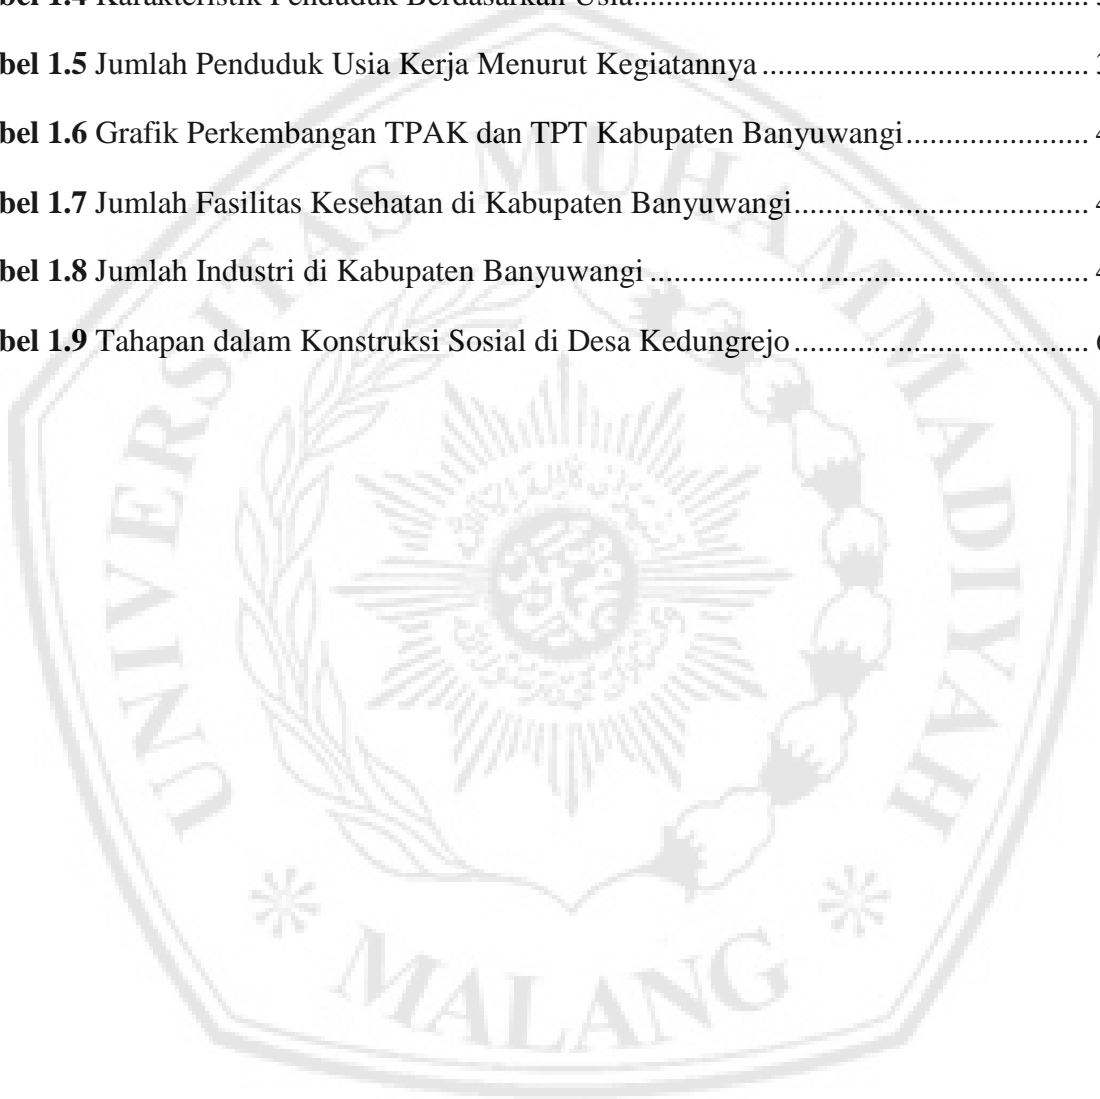 bel 1.4 Karakteristik Penduduk Berdasarkan Usia
bel 1.5 Jumlah Penduduk Usia Kerja Menurut Kegiatannya
bel 1.6 Grafik Perkembangan TPAK dan TPT Kabupaten Banyuwangi
bel 1.7 Jumlah Fasilitas Kesehatan di Kabupaten Banyuwangi
bel 1.8 Jumlah Industri di Kabupaten Banyuwangi
bel 1.9 Tahapan dalam Konstruksi Sosial di Desa Kedungrejo
UNIVERSITAS MUHAMMADIYAH
MALANG